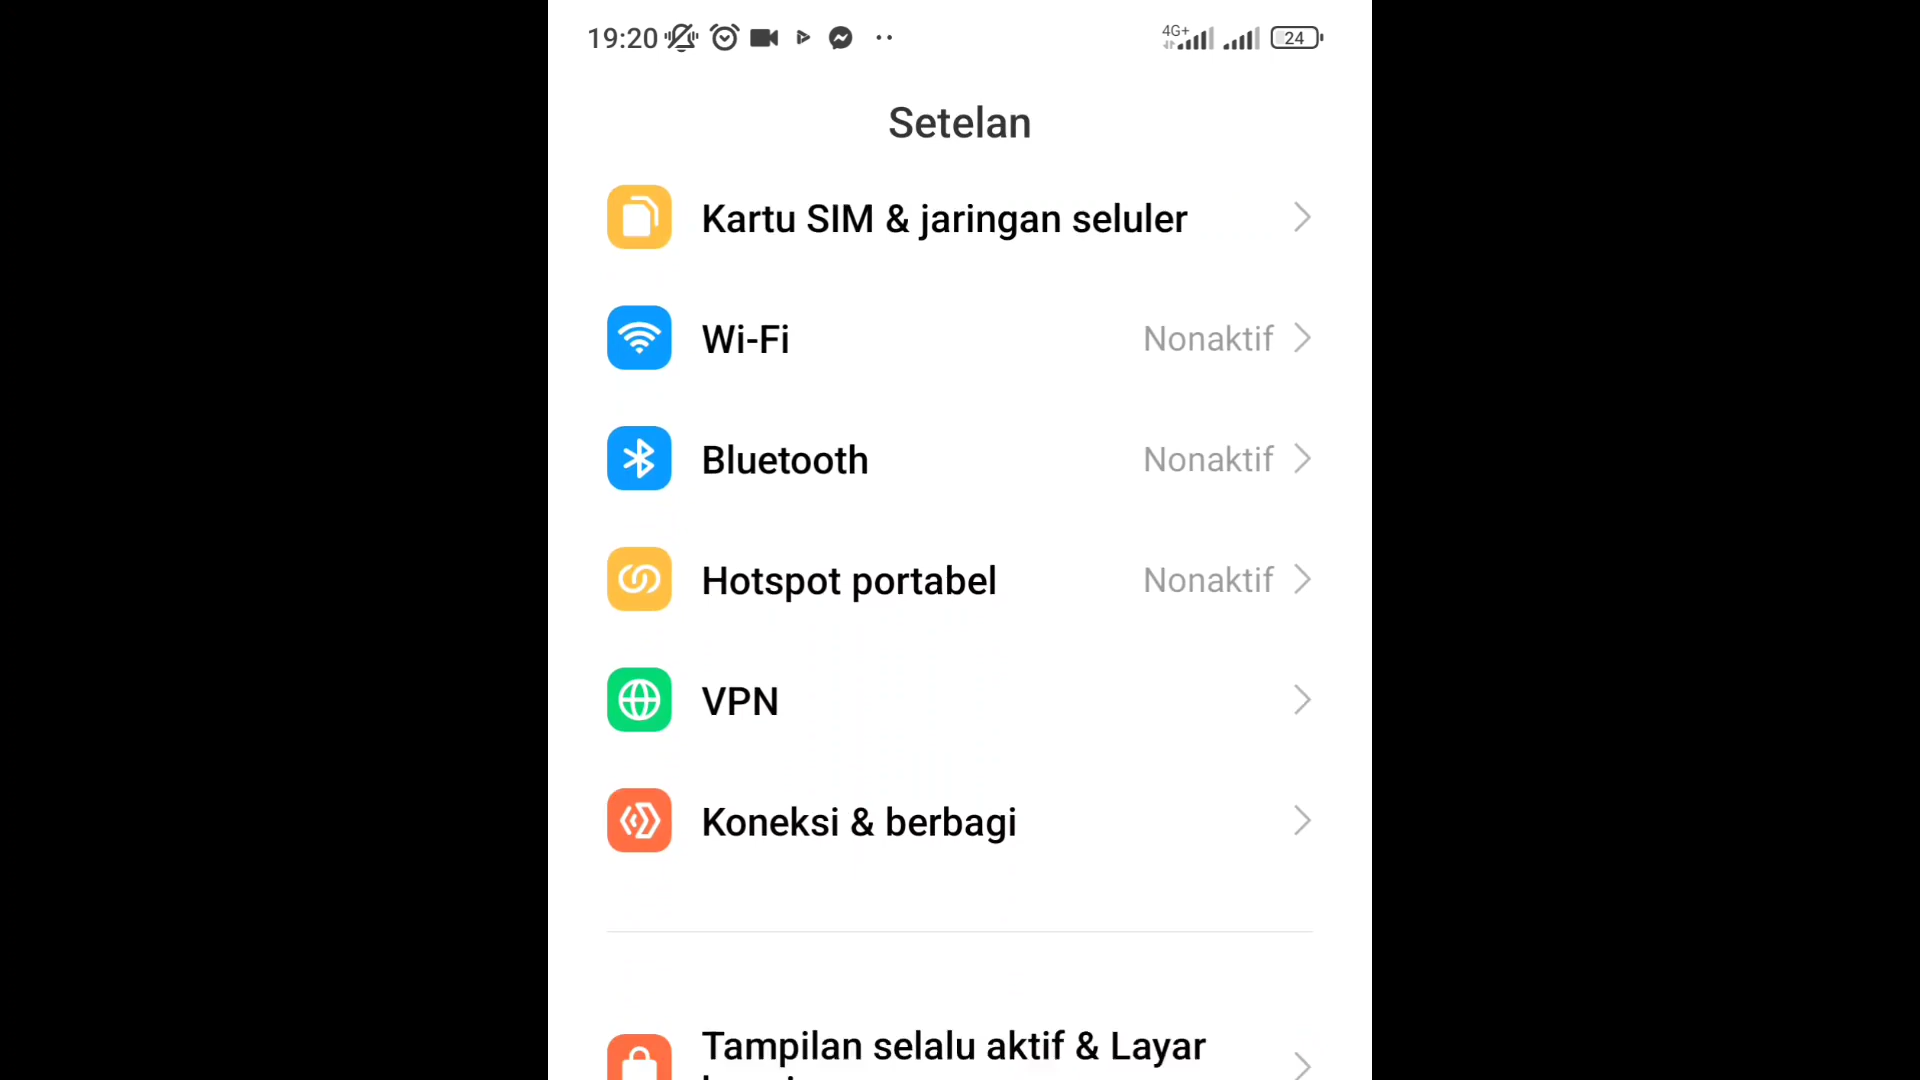 19:20 4G+ 24
Setelan
Kartu SIM & jaringan seluler
Wi-Fi Nonaktif
Bluetooth Nonaktif
Hotspot portabel Nonaktif
VPN
Koneksi & berbagi
Tampilan selalu aktif & Layar